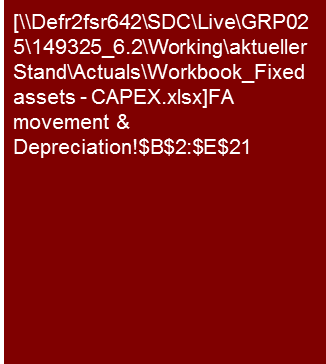 [\\Defr2fsr642\SDC\Live\GRP02
5\149325_6.2\Working\aktueller
Stand\Actuals\Workbook_Fixed
assets - CAPEX.xlsx]FA
movement &
Depreciation!$B$2:$E$21